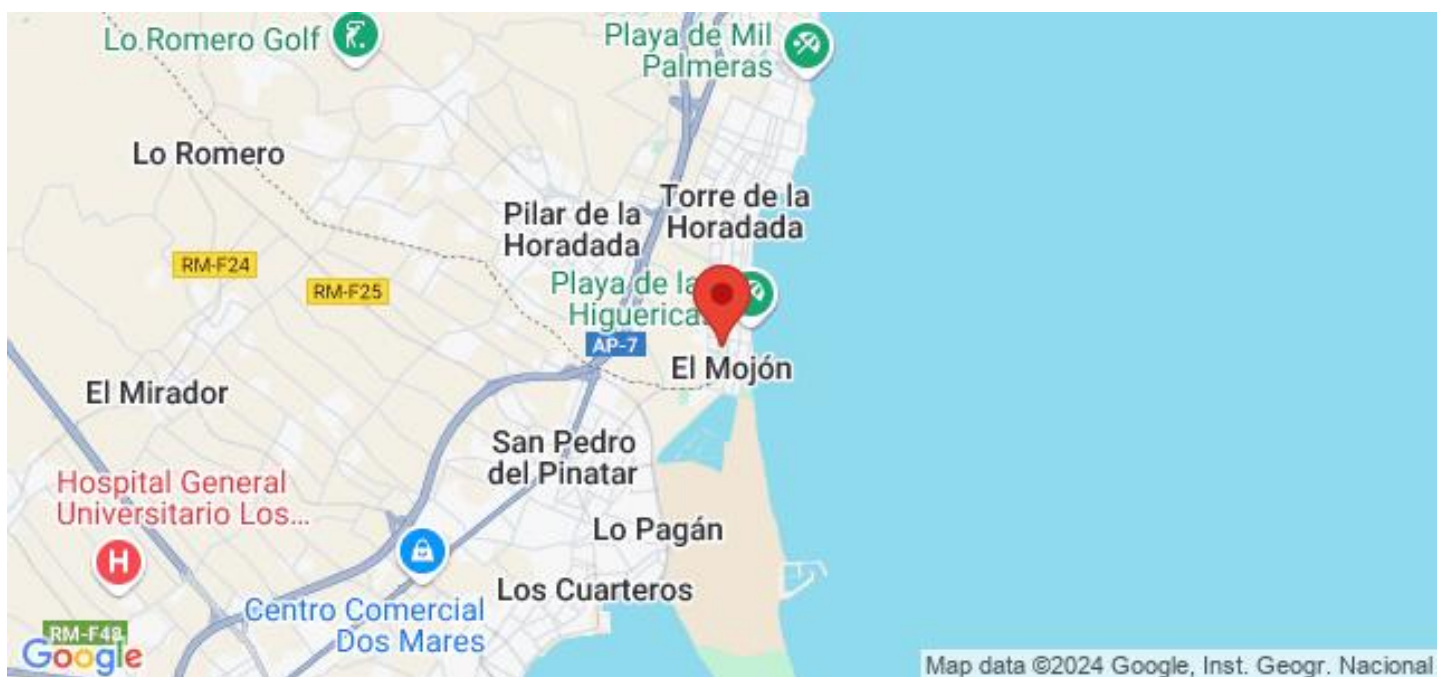 Lo Romero Golf
Playa de Mil
Palmeras
Lo Romero
Pilar de la
Horadada
Torre de la
Horadada
RM-F24
RM-F25
Playa de la
Higuerica
AP-7
El Mojón
El Mirador
San Pedro
del Pinatar
Hospital General
Universitario Los...
H
Lo Pagán
Los Cuarteros
Centro Comercial
Dos Mares
RM-F48
Google
Map data ©2024 Google, Inst. Geogr. Nacional